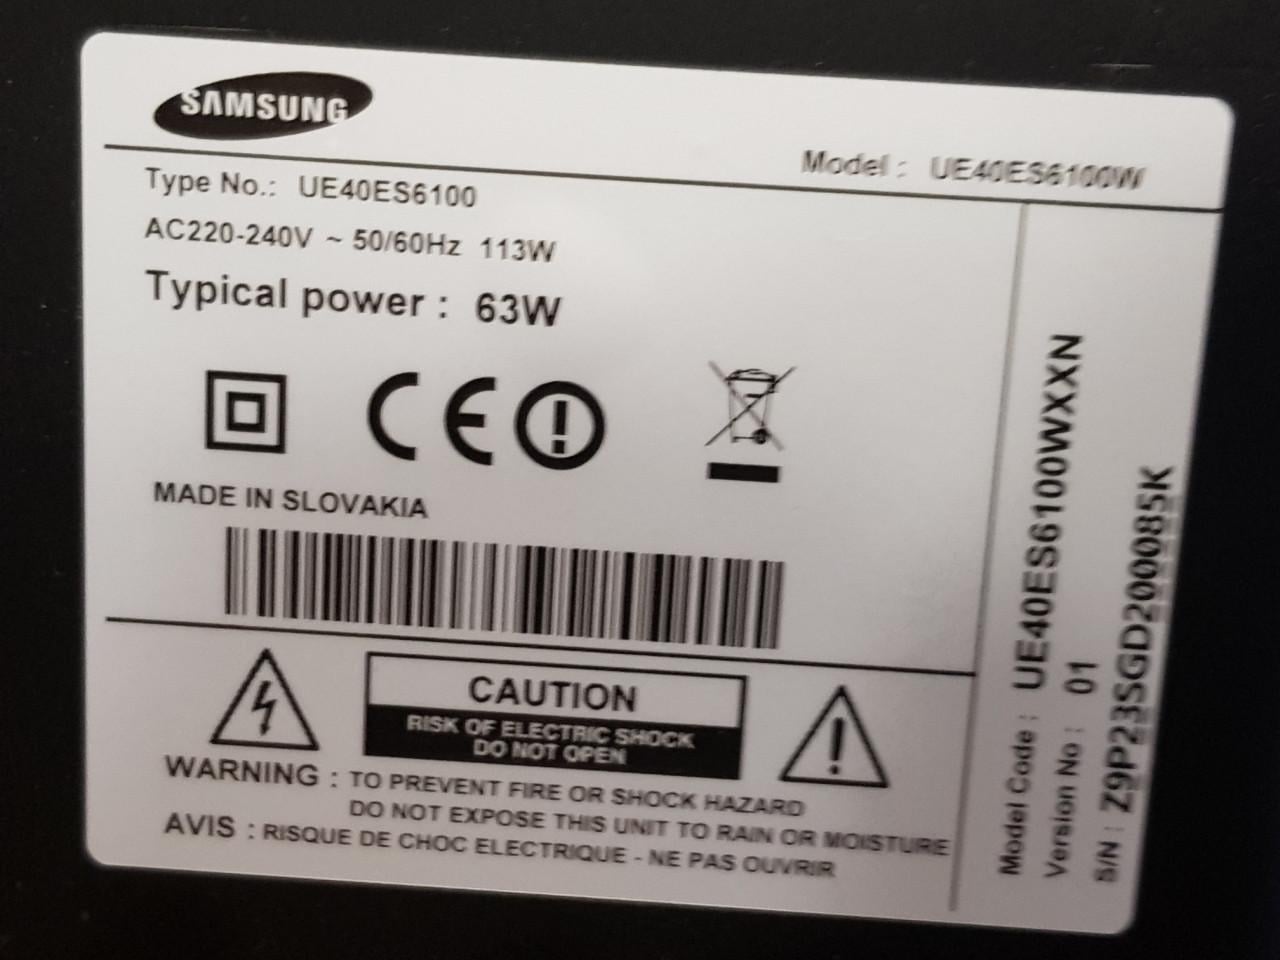 SAMSUNG
Model : UE40ES6100W
Type No.: UE40ES6100
AC220-240V ~ 50/60Hz 113W
Typical power : 63W
CE
MADE IN SLOVAKIA
CAUTION
RISK OF ELECTRIC SHOCK
DO NOT OPEN
WARNING : TO PREVENT FIRE OR SHOCK HAZARD
DO NOT EXPOSE THIS UNIT TO RAIN OR MOISTURE
AVIS : RISQUE DE CHOC ELECTRIQUE - NE PAS OUVRIR
Model Code : UE40ES6100WXXN
Version No : 01
S/N : Z9P23SGD200085K